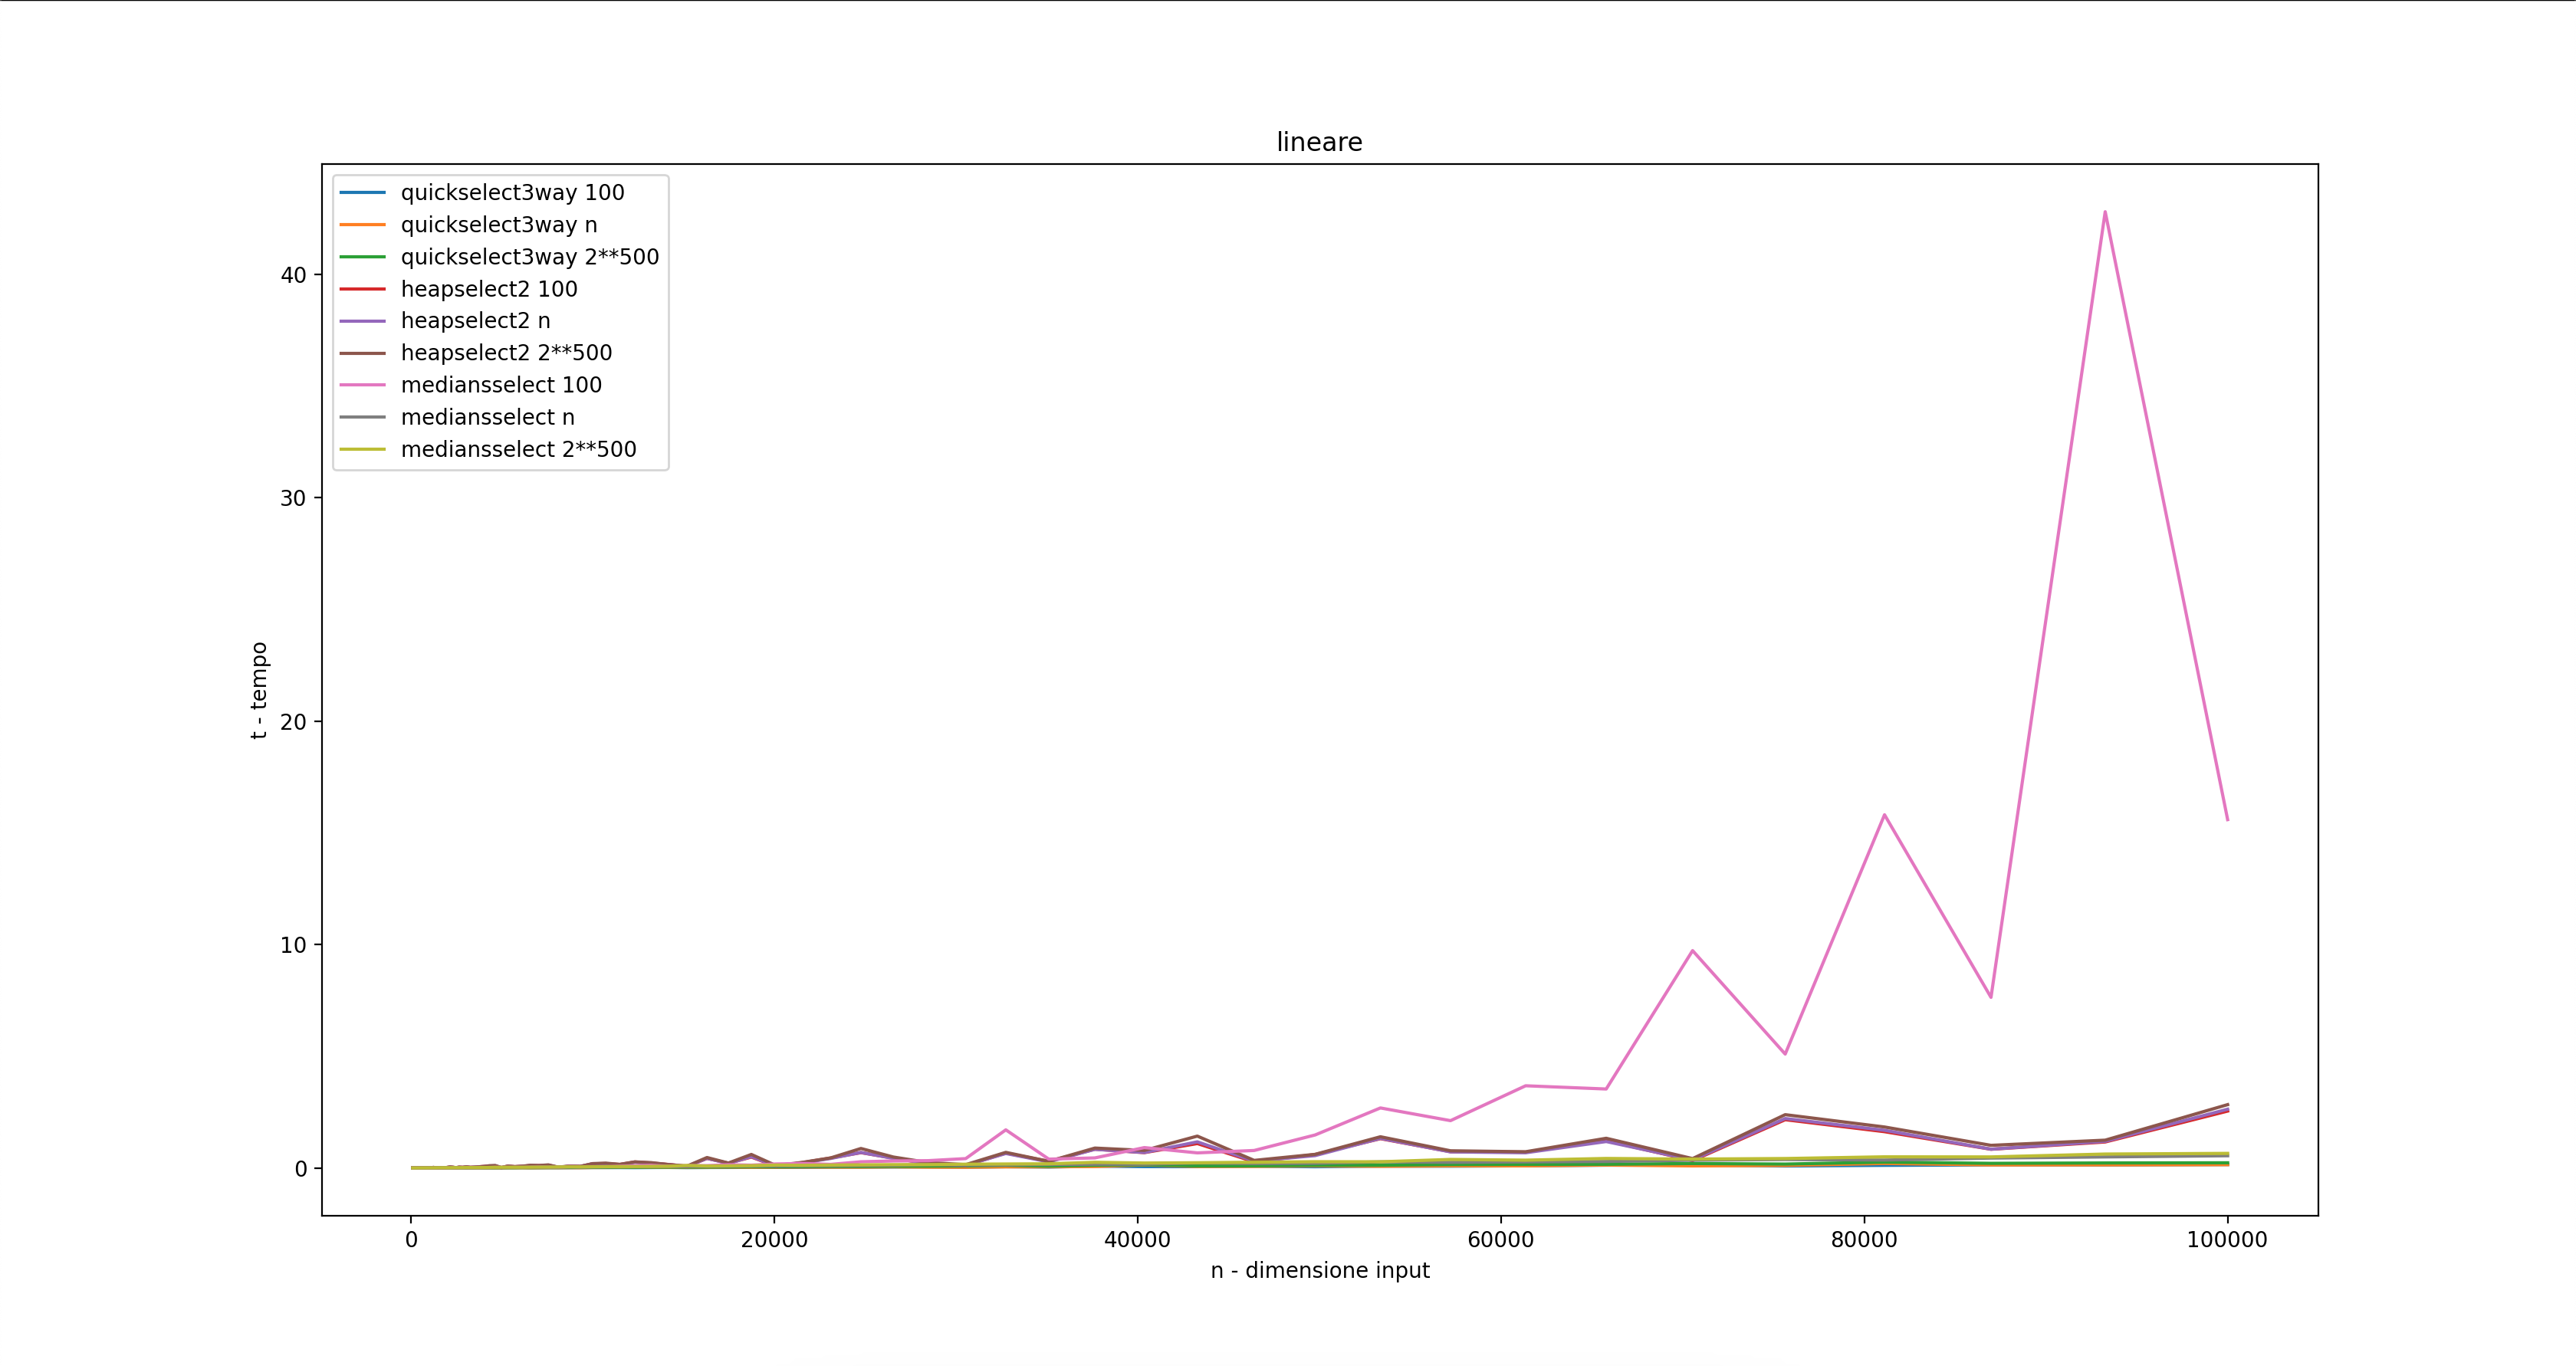 lineare
quickselect3way 100
quickselect3way n
quickselect3way 2**500
heapselect2 100
heapselect2 n
heapselect2 2**500
mediansselect 100
mediansselect n
mediansselect 2**500
40
30
20
10
0
t - tempo
0 20000 40000 60000 80000 100000
n - dimensione input